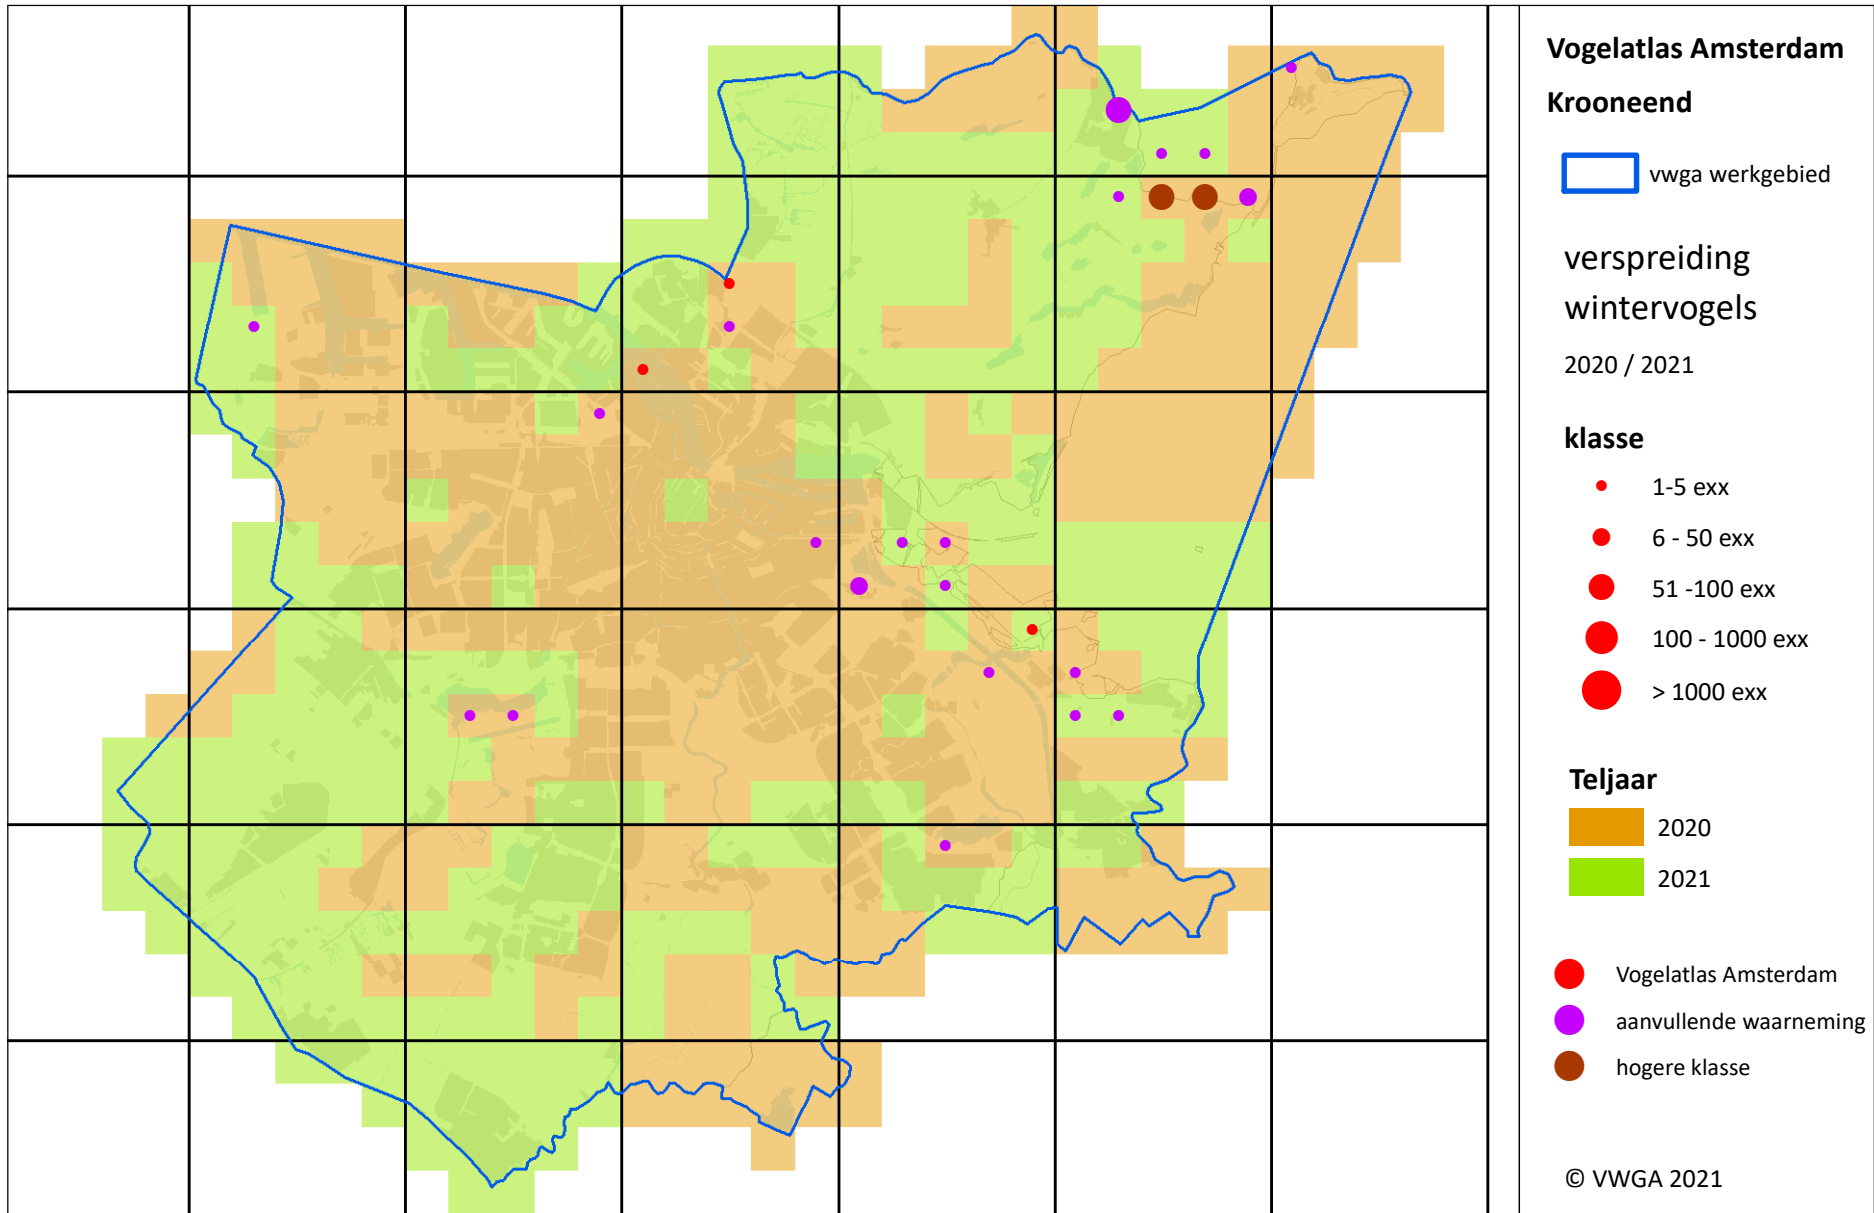 Vogelatlas Amsterdam
Krooneend
vwga werkgebied
verspreiding
wintervogels
2020 / 2021
klasse
1-5 exx
6 - 50 exx
51 -100 exx
100 - 1000 exx
> 1000 exx
Teljaar
2020
2021
Vogelatlas Amsterdam
aanvullende waarneming
hogere klasse
© VWGA 2021